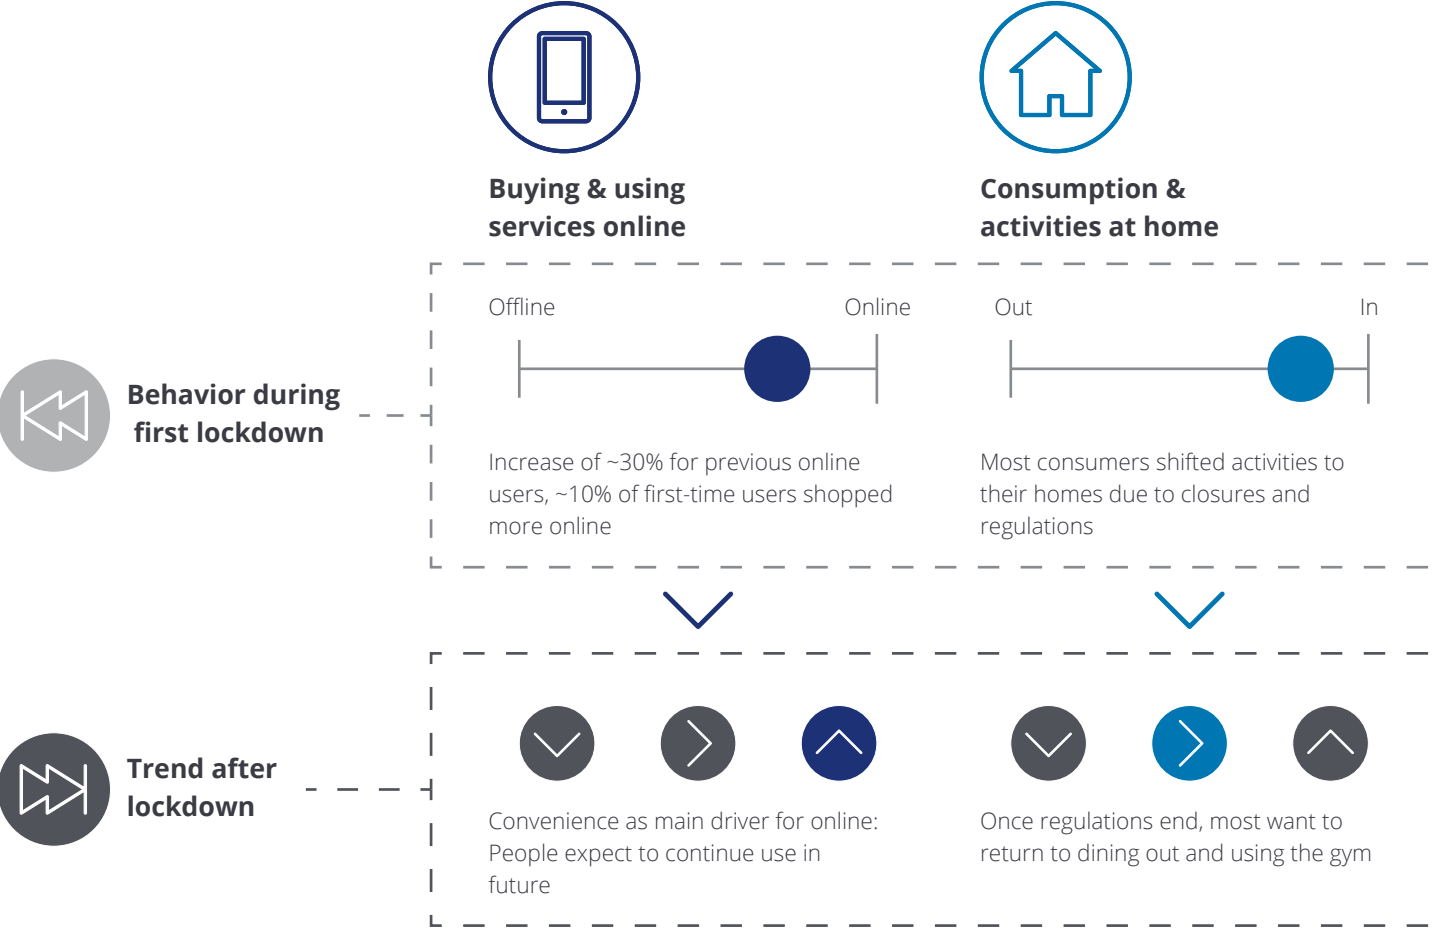 Buying & using
services online
Consumption &
activities at home
Behavior during
first lockdown
Offline
Online
Increase of ~30% for previous online
users, ~10% of first-time users shopped
more online
Out
In
Most consumers shifted activities to
their homes due to closures and
regulations
Trend after
lockdown
Convenience as main driver for online:
People expect to continue use in
future
Once regulations end, most want to
return to dining out and using the gym